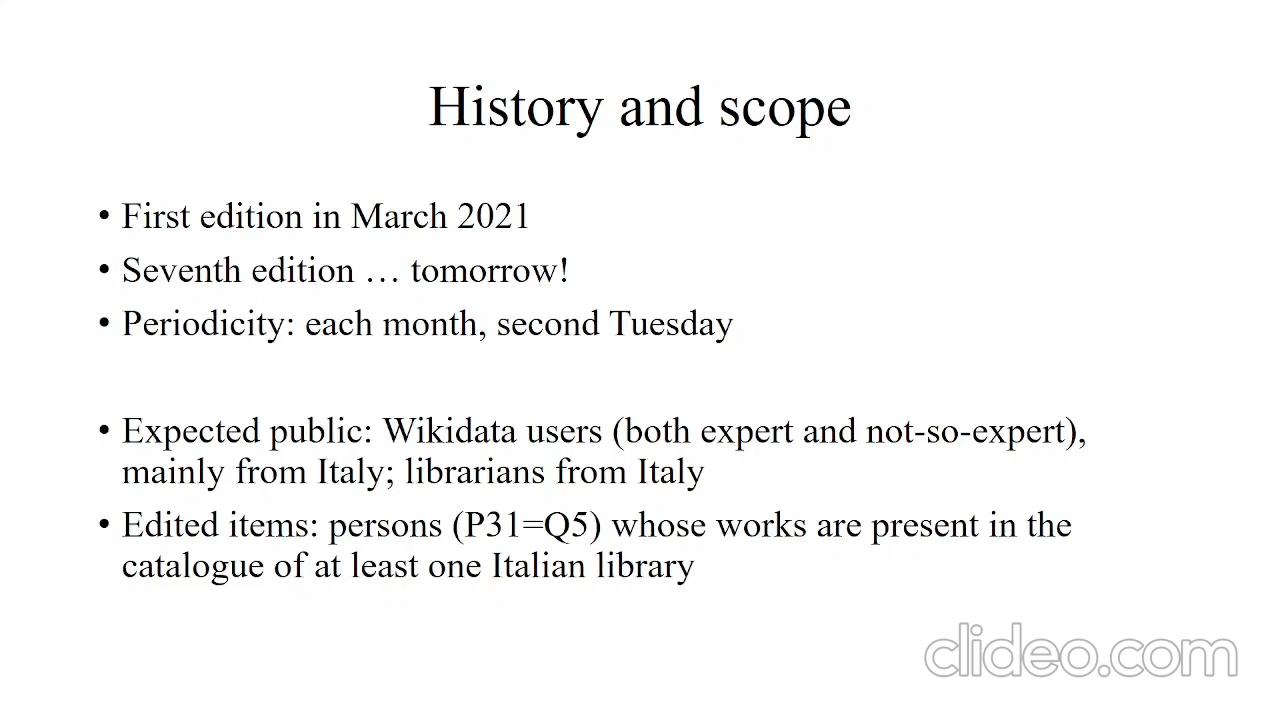 History and scope
• First edition in March 2021
• Seventh edition … tomorrow!
• Periodicity: each month, second Tuesday
• Expected public: Wikidata users (both expert and not-so-expert),
mainly from Italy; librarians from Italy
• Edited items: persons (P31=Q5) whose works are present in the
catalogue of at least one Italian library
clideo.com